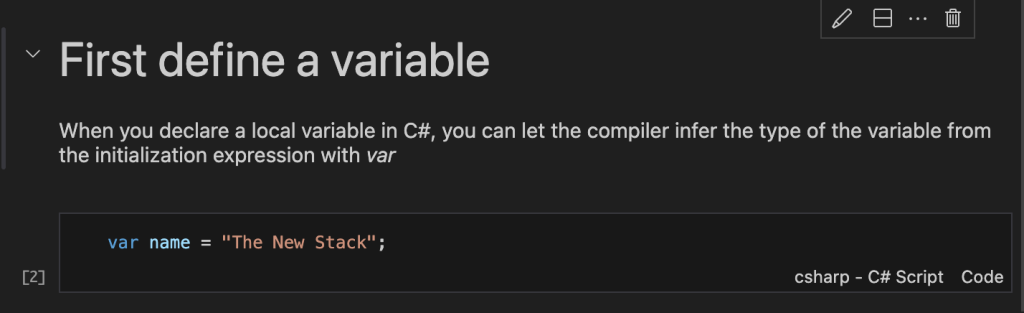 First define a variable
When you declare a local variable in C#, you can let the compiler infer the type of the variable from
the initialization expression with var
var name = "The New Stack";
[2]
csharp - C# Script Code